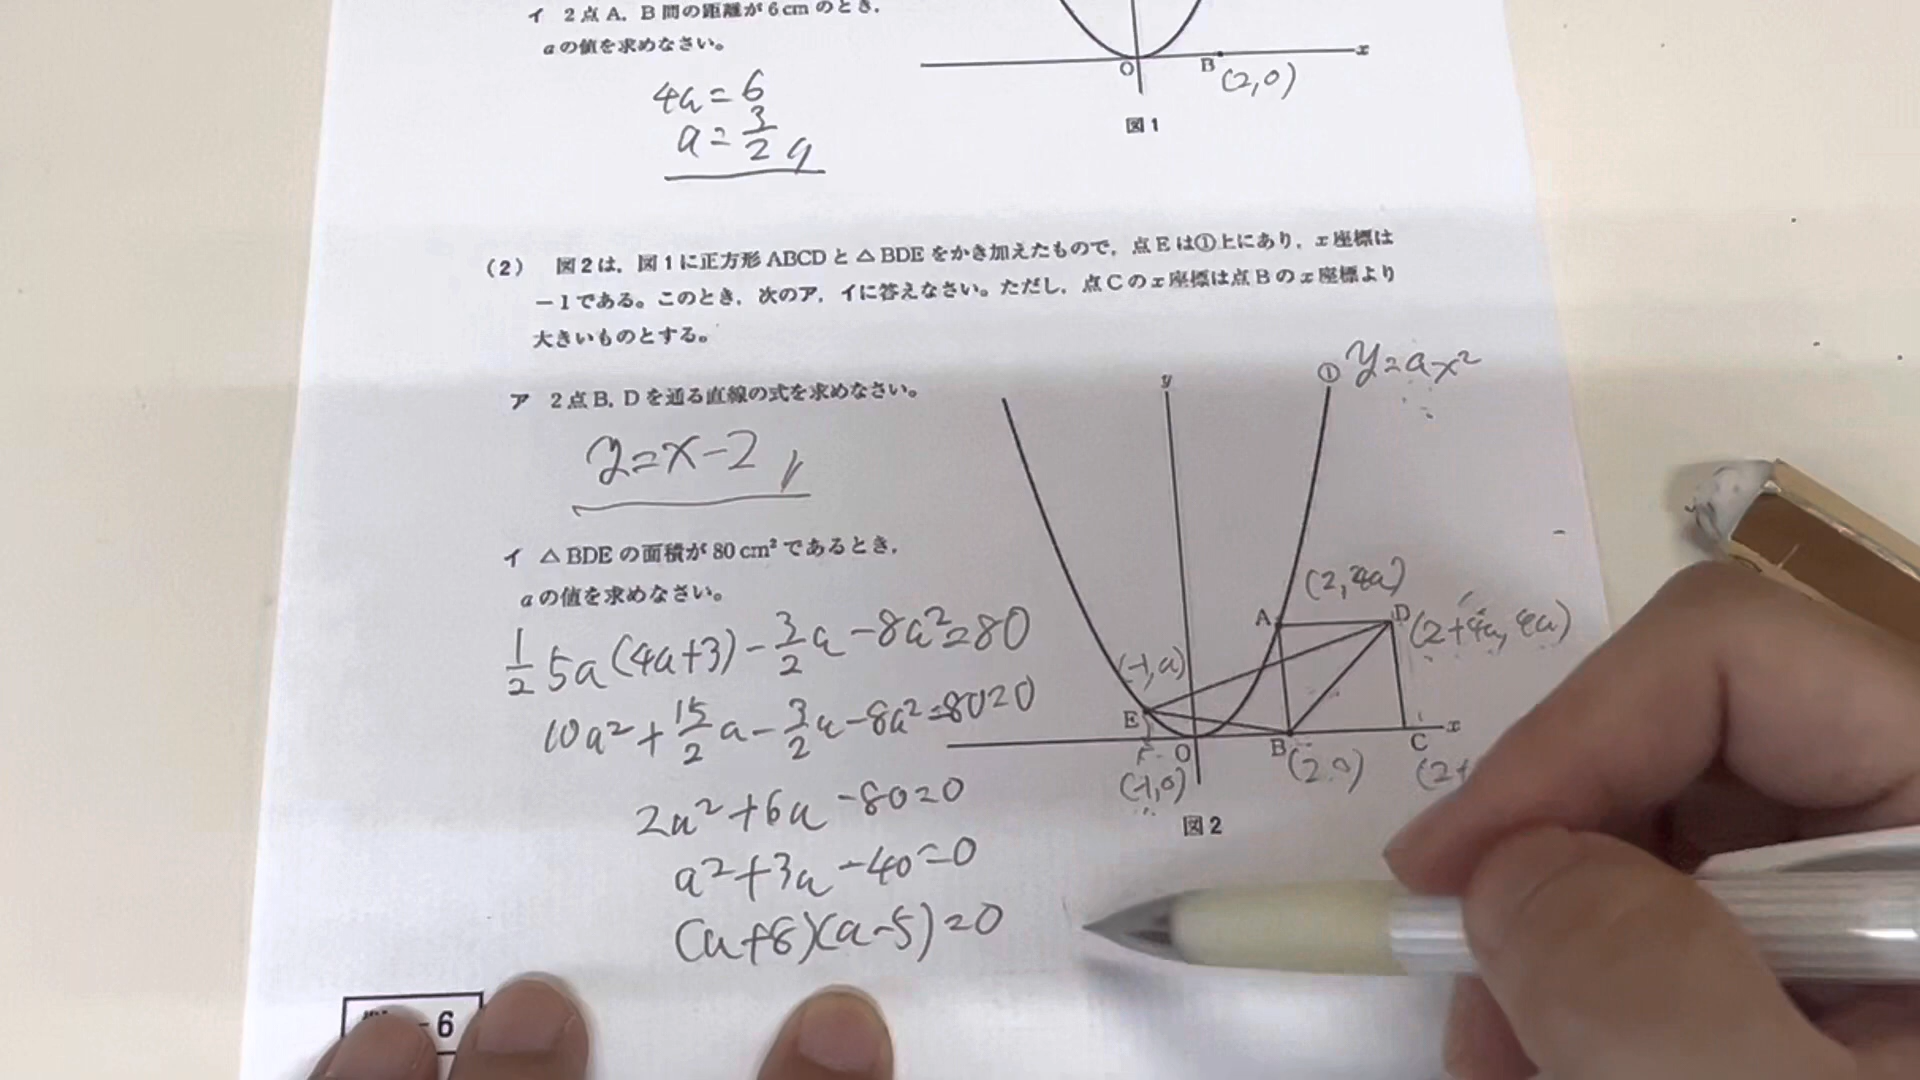 イ 2点A,B間の距離が6cmのとき,
aの値を求めなさい。
4a=6
a=3/2
x
O
B
(2,0)
図1
(2) 図2は,図1に正方形ABCDと△BDEをかき加えたもので,点Eは①上にあり,x座標は
-1である。このとき,次のア,イに答えなさい。ただし,点Cのx座標は点Bのx座標より
大きいものとする。
ア 2点B,Dを通る直線の式を求めなさい。
y=x-2
① y=ax²
y
イ △BDEの面積が80cm²であるとき,
aの値を求めなさい。
1/2 5a(4a+3)-3/2a-8a²=80
10a²+15/2a-3/2a-8a²-80=0
2a²+6a-80=0
a²+3a-40=0
(a+8)(a-5)=0
(2,4a)
A
D
(2+4a,4a)
(-1,a)
E
F
O
B
C
x
(-1,0)
(2,0)
(2+
図2
-6